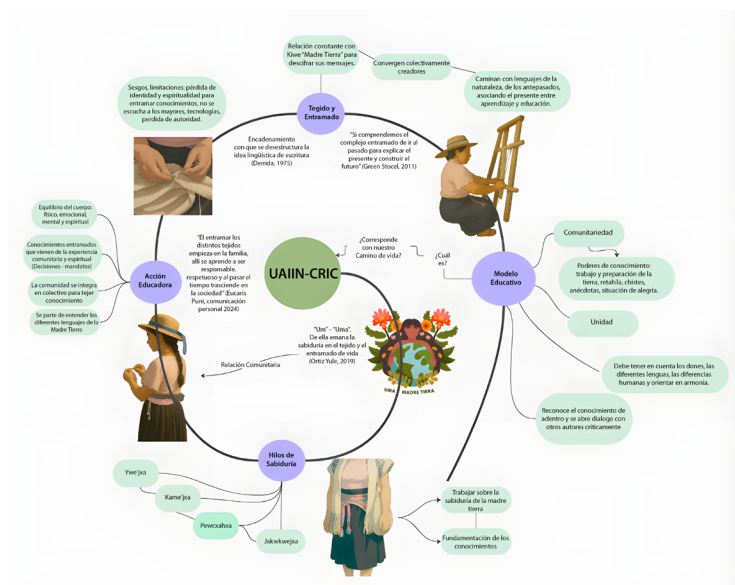 Relación constante con
Kiwe "Madre Tierra" para
descifrar sus mensajes.
Convergen colectivamente
creadores
Caminan con lenguajes de la
naturaleza, de los antepasados,
asociando el presente entre
aprendizaje y educación.
Sesgos, limitaciones: pérdida de
identidad y espiritualidad para
entramar conocimientos, no se
escucha a los mayores, tecnologías,
perdida de autoridad.
Tegido y
Entramado
Encadenamiento
con que se desestructura la
idea lingüística de escritura
(Derrida, 1975)
"Si comprendemos el
complejo entramado de ir al
pasado para explicar el
presente y construir el
futuro" (Green Stocel, 2011)
Equilibrio del cuerpo:
físico, emocional,
mental y espiritual
Conocimientos entramados
que vienen de la experiencia
comunitaria y espiritual
(Decisiones - mandatos)
La comunidad se integra
en colectivo para tejer
conocimiento
Se parte de entender los
diferentes lenguajes de la
Madre Tierra
Acción
Educadora
"El entramar los
distintos tejidos
empieza en la familia,
allí se aprende a ser
responsable,
respetuoso y al pasar el
tiempo trasciende en
la sociedad" (Eucaris
Puni, comunicación
personal 2024)
UAIIN-CRIC
¿Corresponde
con nuestro
Camino de vida?
¿Cuál
es?
Modelo
Educativo
Comunitariedad
Poderes de conocimiento:
trabajo y preparación de la
tierra, retahíla, chistes,
anécdotas, situación de alegría.
Unidad
Debe tener en cuenta los dones, las
diferentes lenguas, las diferencias
humanas y orientar en armonía.
Reconoce el conocimiento de
adentro y se abre dialogo con
otros autores críticamente
"Um" – "Uma".
De ella emana la
sabiduría en el tejido y el
entramado de vida
(Ortiz Yule, 2019)
UMA MADRE TIERRA
Relación Comunitaria
Hilos de
Sabiduría
Ywe'jxa
Kame'jxa
Pewcxahxa
Jxkwkwejxa
Trabajar sobre la
sabiduría de la madre
tierra
Fundamentación de los
conocimientos